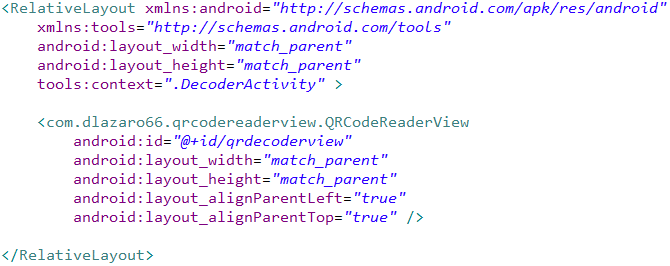 <RelativeLayout xmlns:android="http://schemas.android.com/apk/res/android"
    xmlns:tools="http://schemas.android.com/tools"
    android:layout_width="match_parent"
    android:layout_height="match_parent"
    tools:context=".DecoderActivity" >

    <com.dlazaro66.qrcodereaderview.QRCodeReaderView
        android:id="@+id/qrdecoderview"
        android:layout_width="match_parent"
        android:layout_height="match_parent"
        android:layout_alignParentLeft="true"
        android:layout_alignParentTop="true" />

</RelativeLayout>